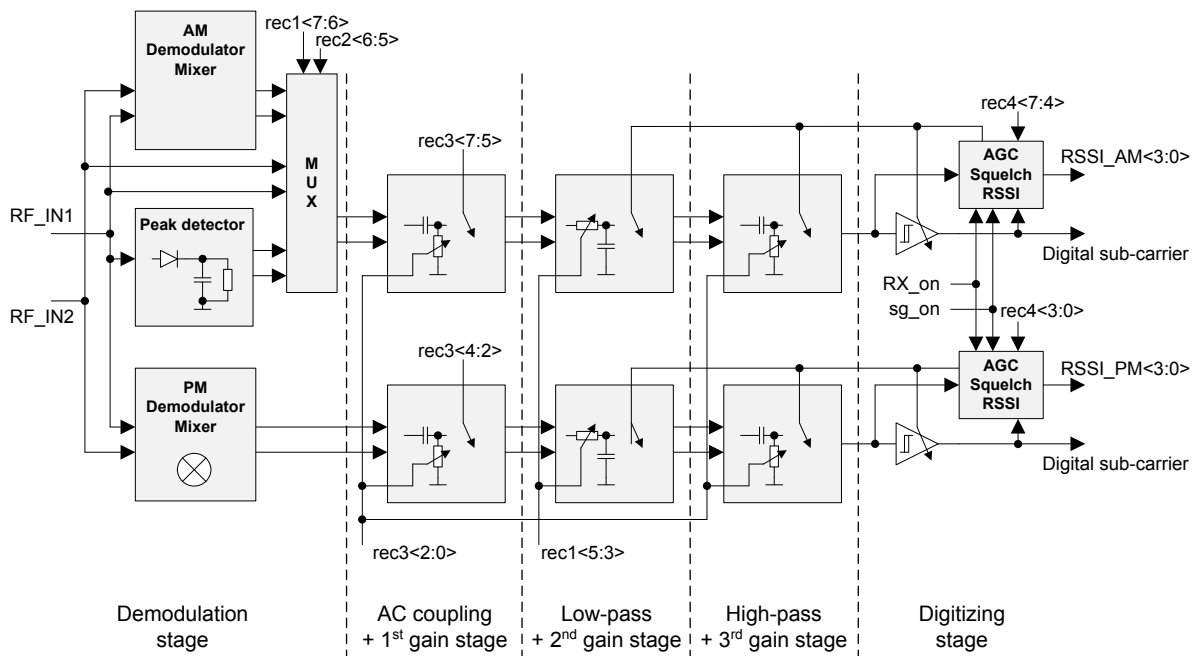 rec1<7:6>
rec2<6:5>
AM
Demodulator
Mixer
M
U
X
rec3<7:5>
rec4<7:4>
AGC
Squelch
RSSI
RSSI_AM<3:0>
RF_IN1
Peak detector
Digital sub-carrier
RX_on
sg_on
RF_IN2
rec4<3:0>
rec3<4:2>
PM
Demodulator
Mixer
AGC
Squelch
RSSI
RSSI_PM<3:0>
Digital sub-carrier
rec3<2:0>
rec1<5:3>
Demodulation
stage
AC coupling
+ 1st gain stage
Low-pass
+ 2nd gain stage
High-pass
+ 3rd gain stage
Digitizing
stage